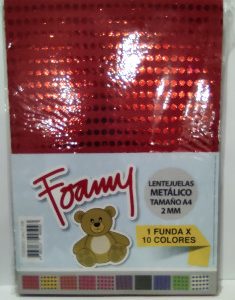 Foamy
LENTEJUELAS
METÁLICO
TAMAÑO A4
2 MM
1 FUNDA X
10 COLORES